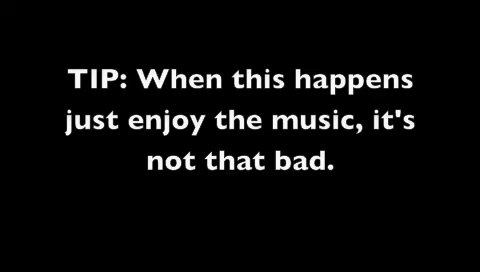 TIP: When this happens
just enjoy the music, it's
not that bad.